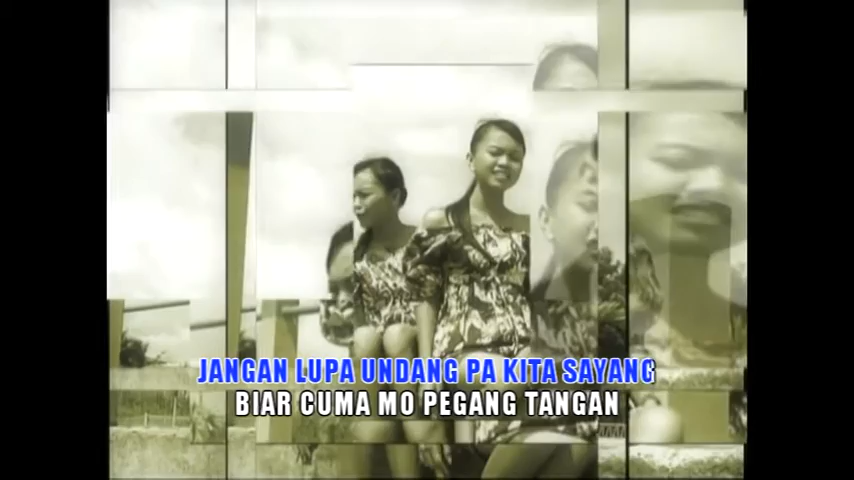 JANGAN LUPA UNDANG PA KITA SAYANG
BIAR CUMA MO PEGANG TANGAN